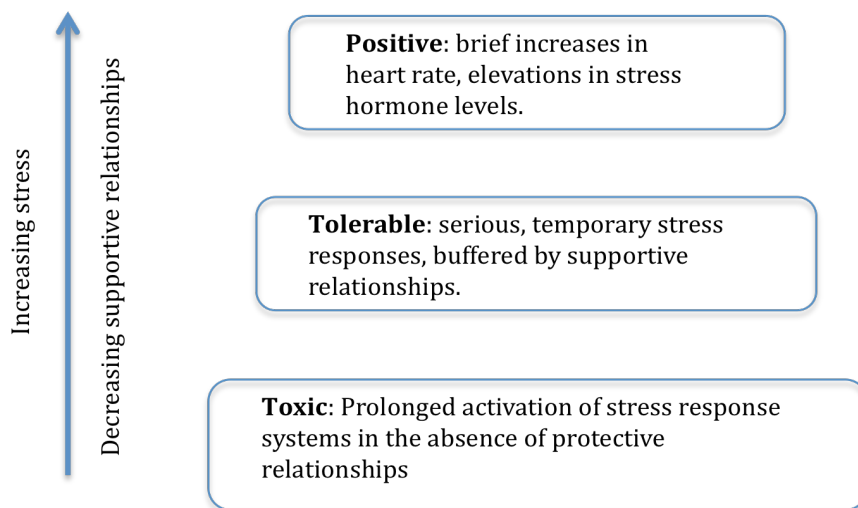 Increasing stress
Decreasing supportive relationships
Positive: brief increases in
heart rate, elevations in stress
hormone levels.
Tolerable: serious, temporary stress
responses, buffered by supportive
relationships.
Toxic: Prolonged activation of stress response
systems in the absence of protective
relationships